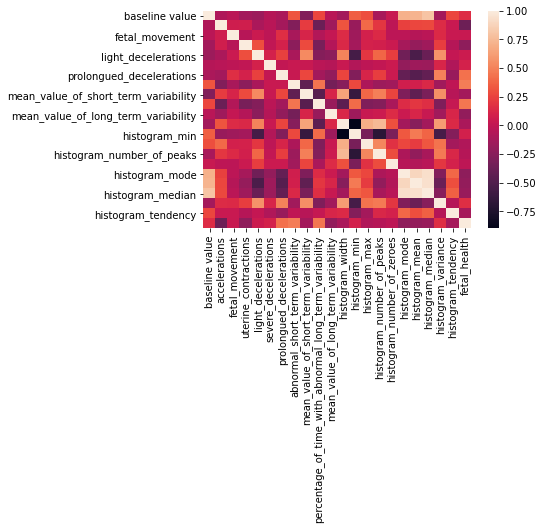 baseline value
fetal_movement
light_decelerations
prolongued_decelerations
mean_value_of_short_term_variability
mean_value_of_long_term_variability
histogram_min
histogram_number_of_peaks
histogram_mode
histogram_median
histogram_tendency
baseline value
accelerations
fetal_movement
uterine_contractions
light_decelerations
severe_decelerations
prolongued_decelerations
abnormal_short_term_variability
mean_value_of_short_term_variability
percentage_of_time_with_abnormal_long_term_variability
mean_value_of_long_term_variability
histogram_width
histogram_min
histogram_max
histogram_number_of_peaks
histogram_number_of_zeroes
histogram_mode
histogram_mean
histogram_median
histogram_variance
histogram_tendency
fetal_health
1.00
0.75
0.50
0.25
0.00
−0.25
−0.50
−0.75